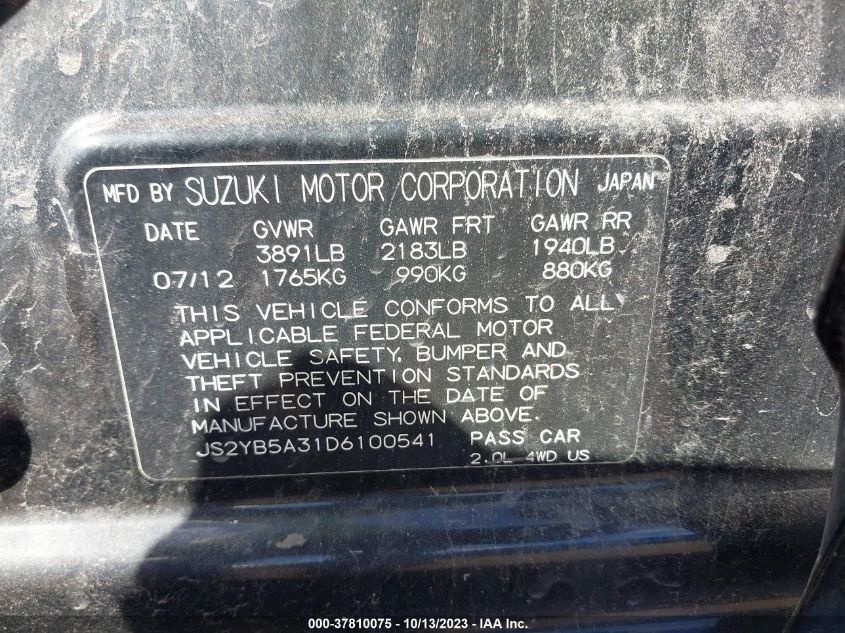 MFD BY SUZUKI MOTOR CORPORATION JAPAN
DATE GVWR GAWR FRT GAWR RR
3891LB 2183LB 1940LB
07/12 1765KG 990KG 880KG
THIS VEHICLE CONFORMS TO ALL
APPLICABLE FEDERAL MOTOR
VEHICLE SAFETY, BUMPER AND
THEFT PREVENTION STANDARDS
IN EFFECT ON THE DATE OF
MANUFACTURE SHOWN ABOVE.
JS2YB5A31D6100541 PASS CAR
2.0L 4WD US
000-37810075 - 10/13/2023 - IAA Inc.